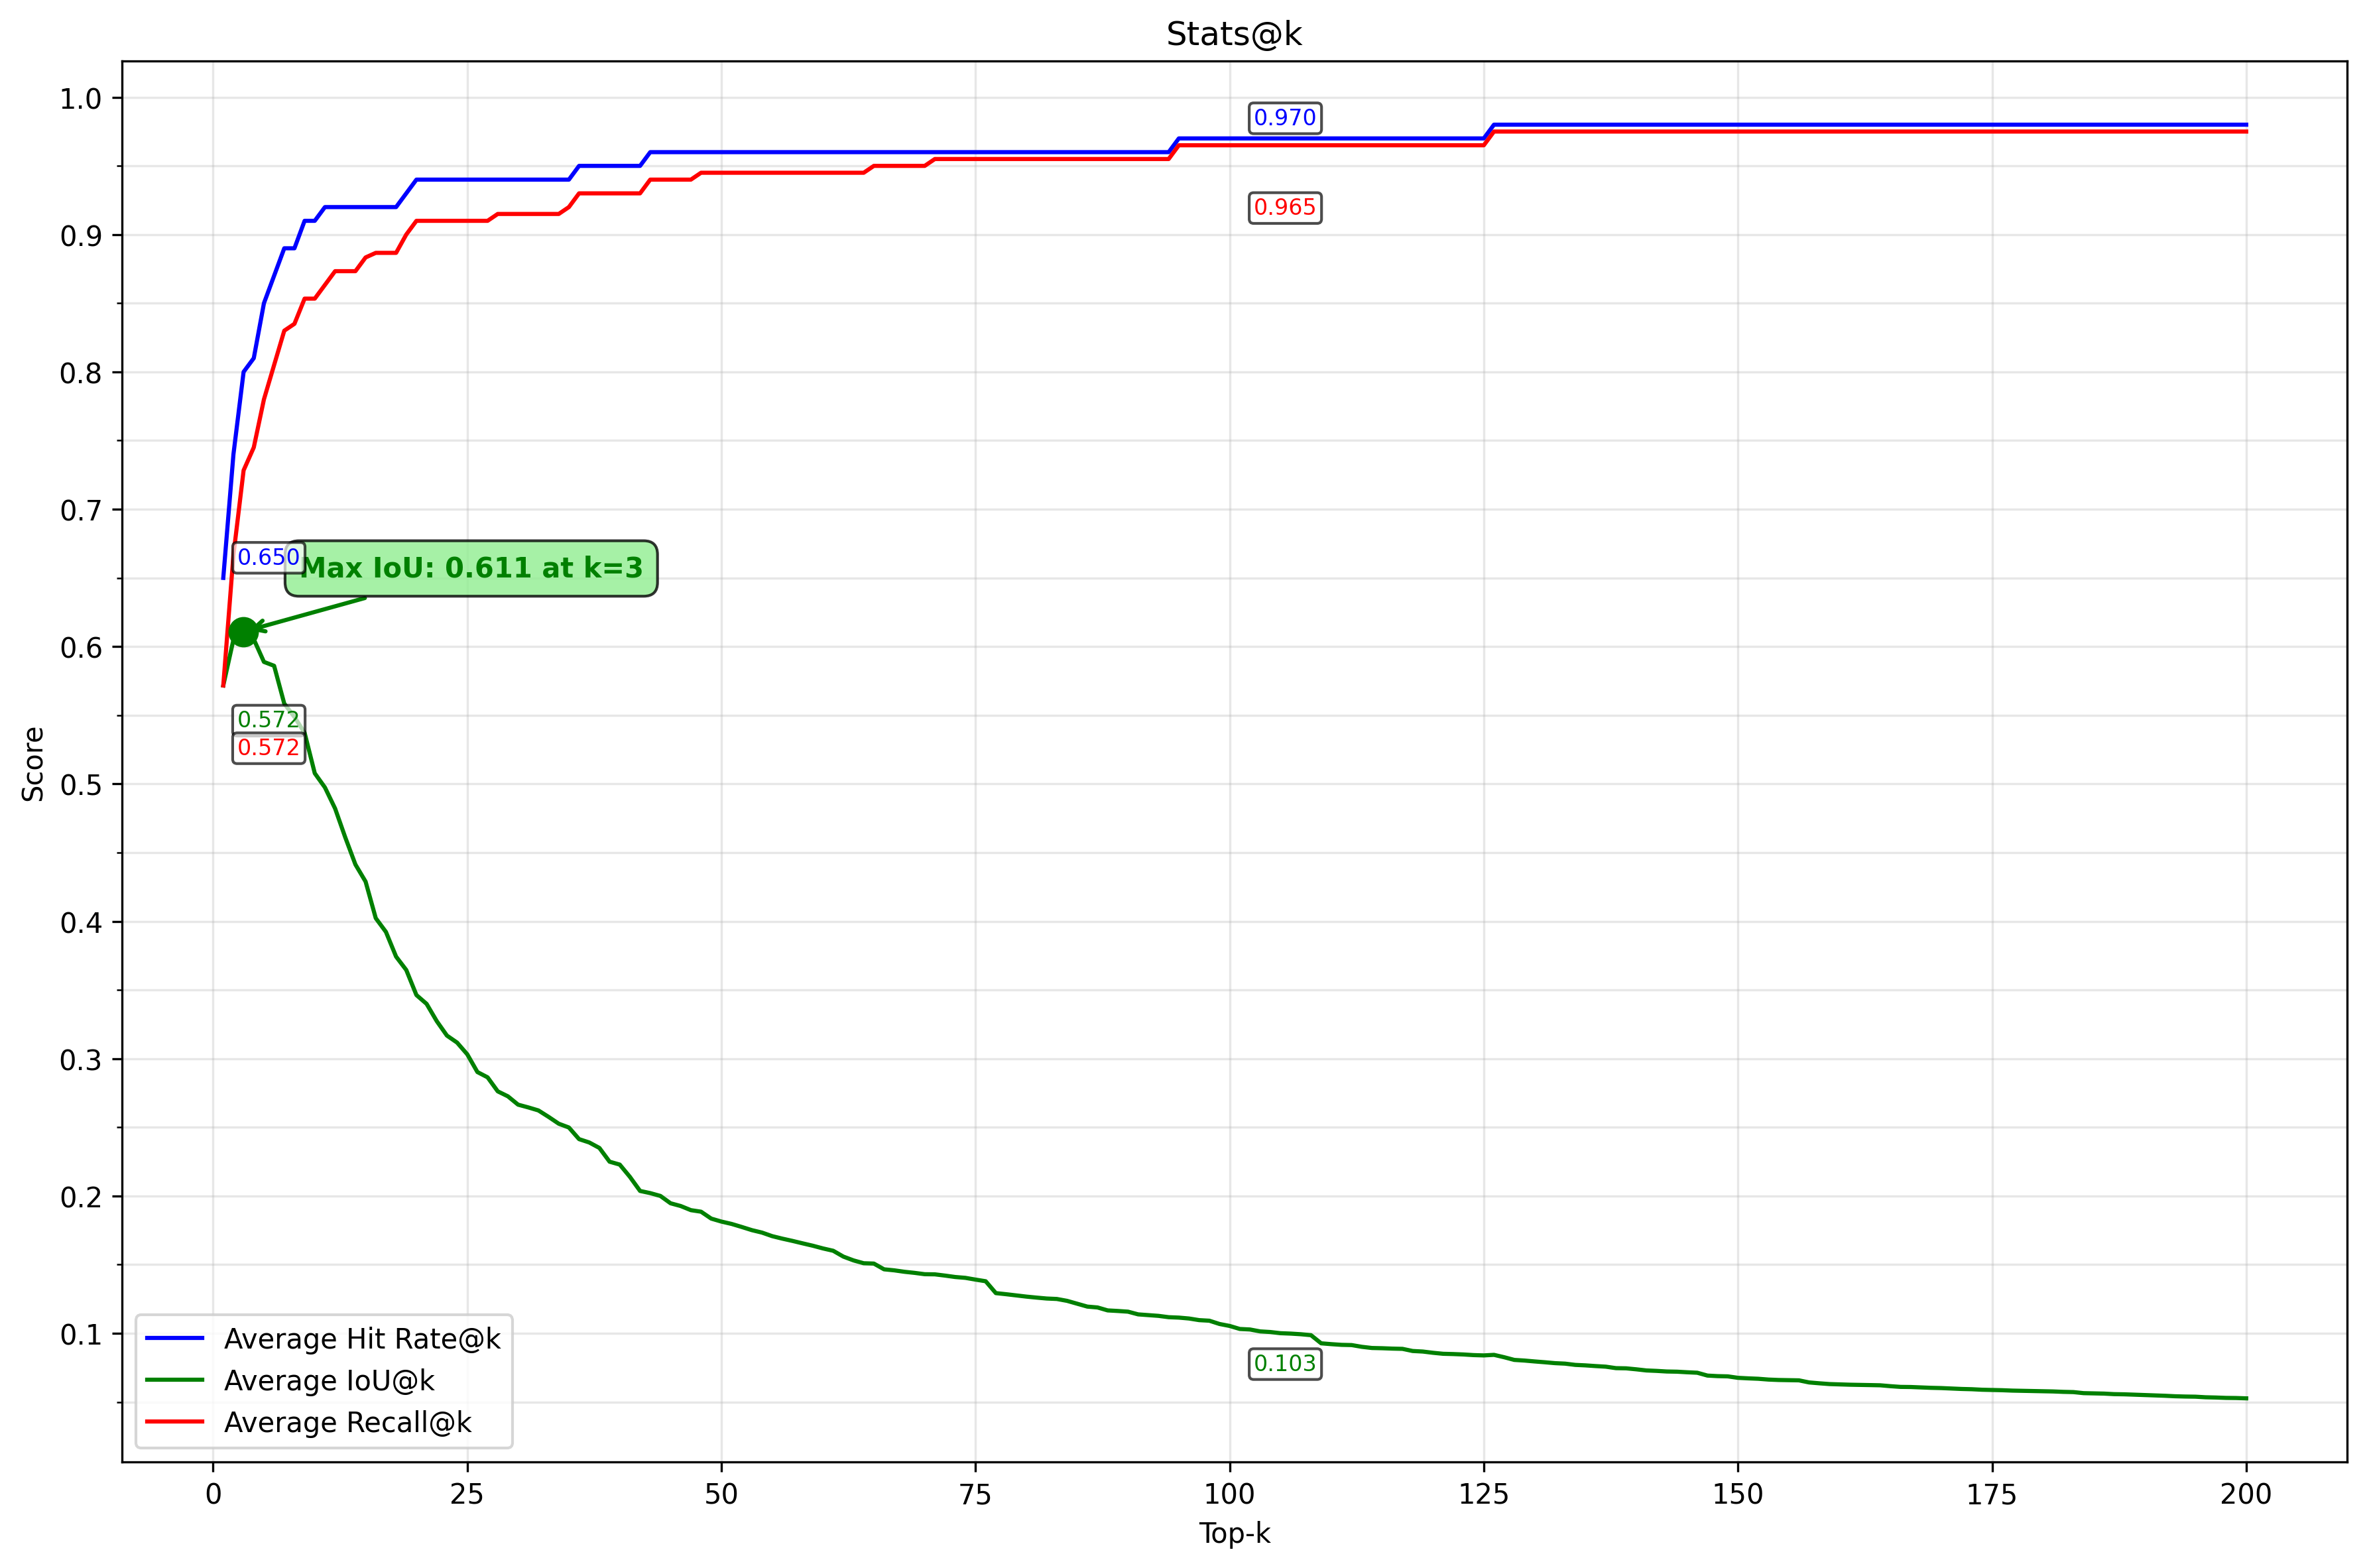 Stats@k
1.0
0.9
0.8
0.7
0.6
0.5
0.4
0.3
0.2
0.1
Score
0.970
0.965
0.650
Max IoU: 0.611 at k=3
0.572
0.572
0.103
Average Hit Rate@k
Average IoU@k
Average Recall@k
0 25 50 75 100 125 150 175 200
Top-k